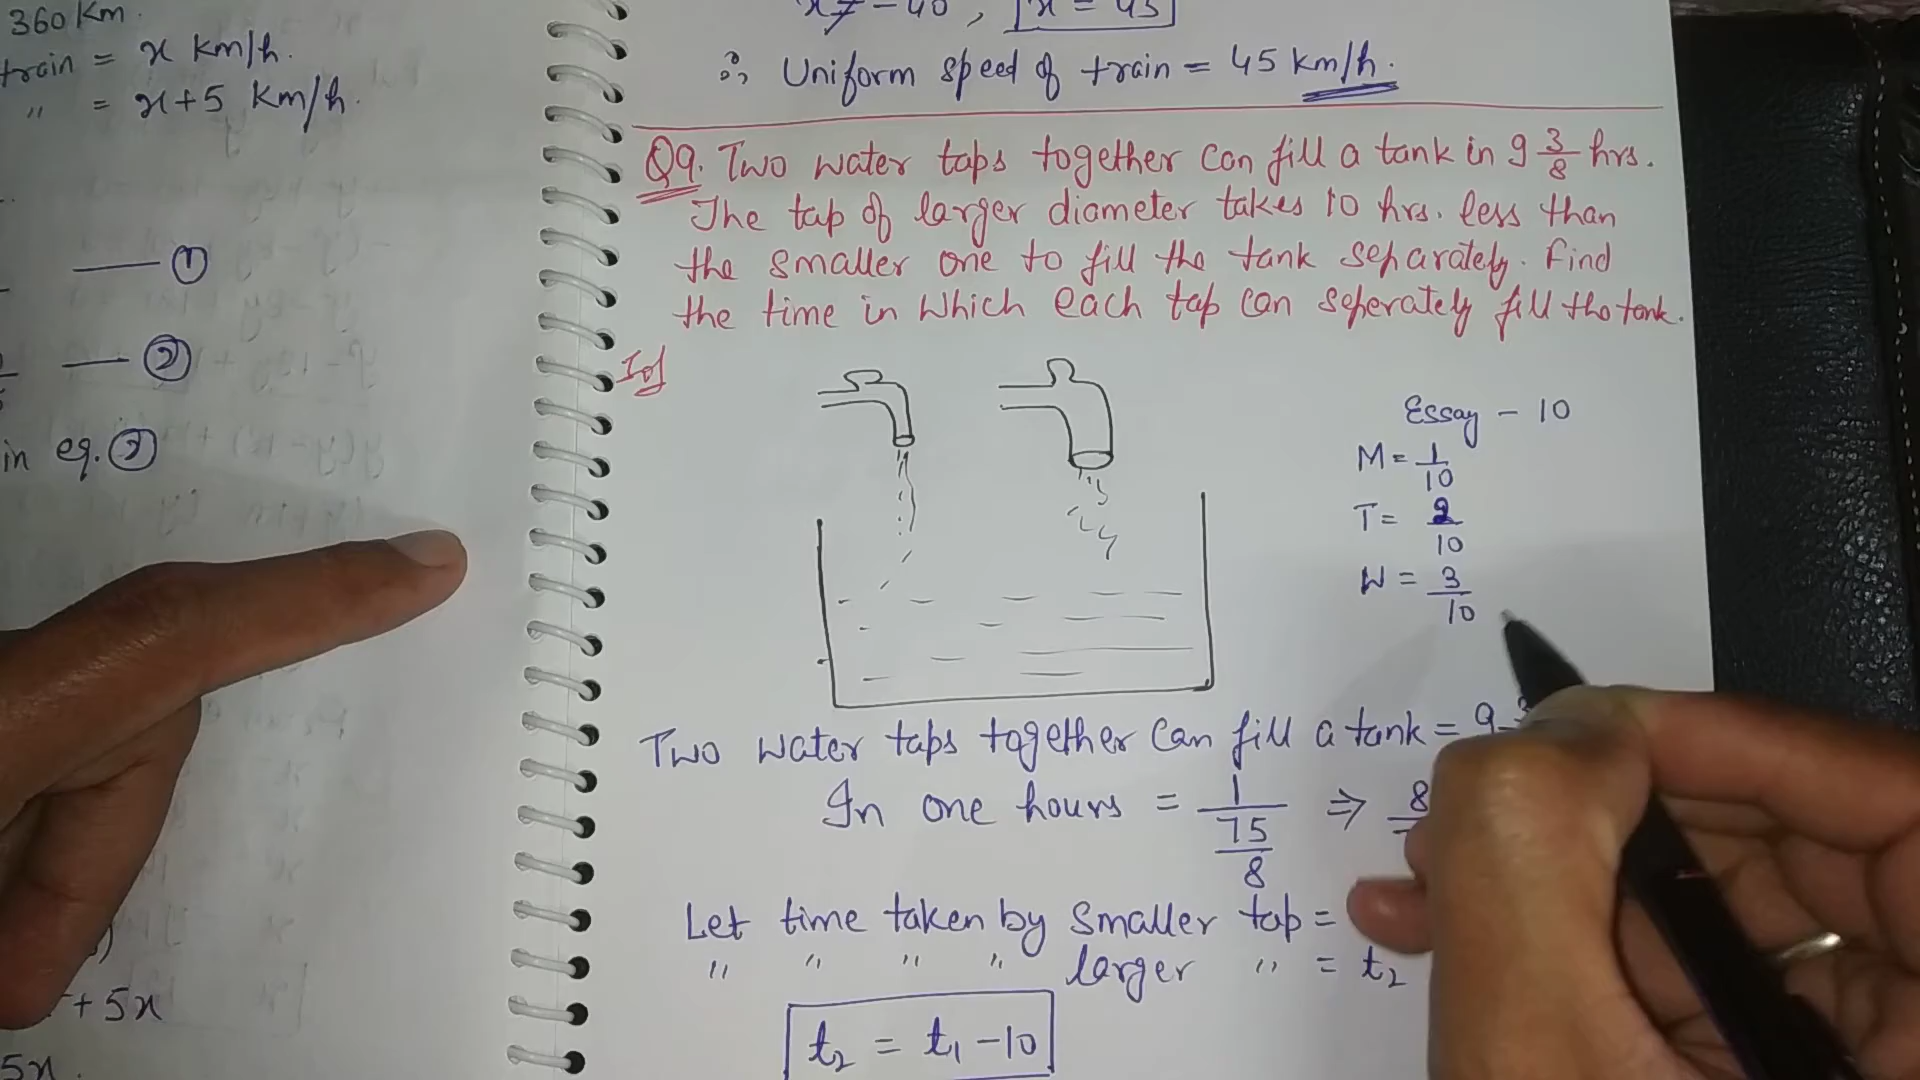 360 Km.
train = x Km/h.
" = x+5 Km/h.
①
②
in eq. ②
+ 5x
5x
x ≠ -40, x = 45
∴ Uniform speed of train = 45 km/h.
Q9. Two water taps together can fill a tank in 9 3/8 hrs.
The tap of larger diameter takes 10 hrs. less than
the smaller one to fill the tank separately. Find
the time in which each tap can seperately fill the tank.
Essay - 10
M = 1/10
T = 2/10
W = 3/10
Two water taps together can fill a tank = 9
In one hours = 1/(75/8) ⇒ 8
Let time taken by smaller tap =
" " " " larger " = t₂
t₂ = t₁ - 10